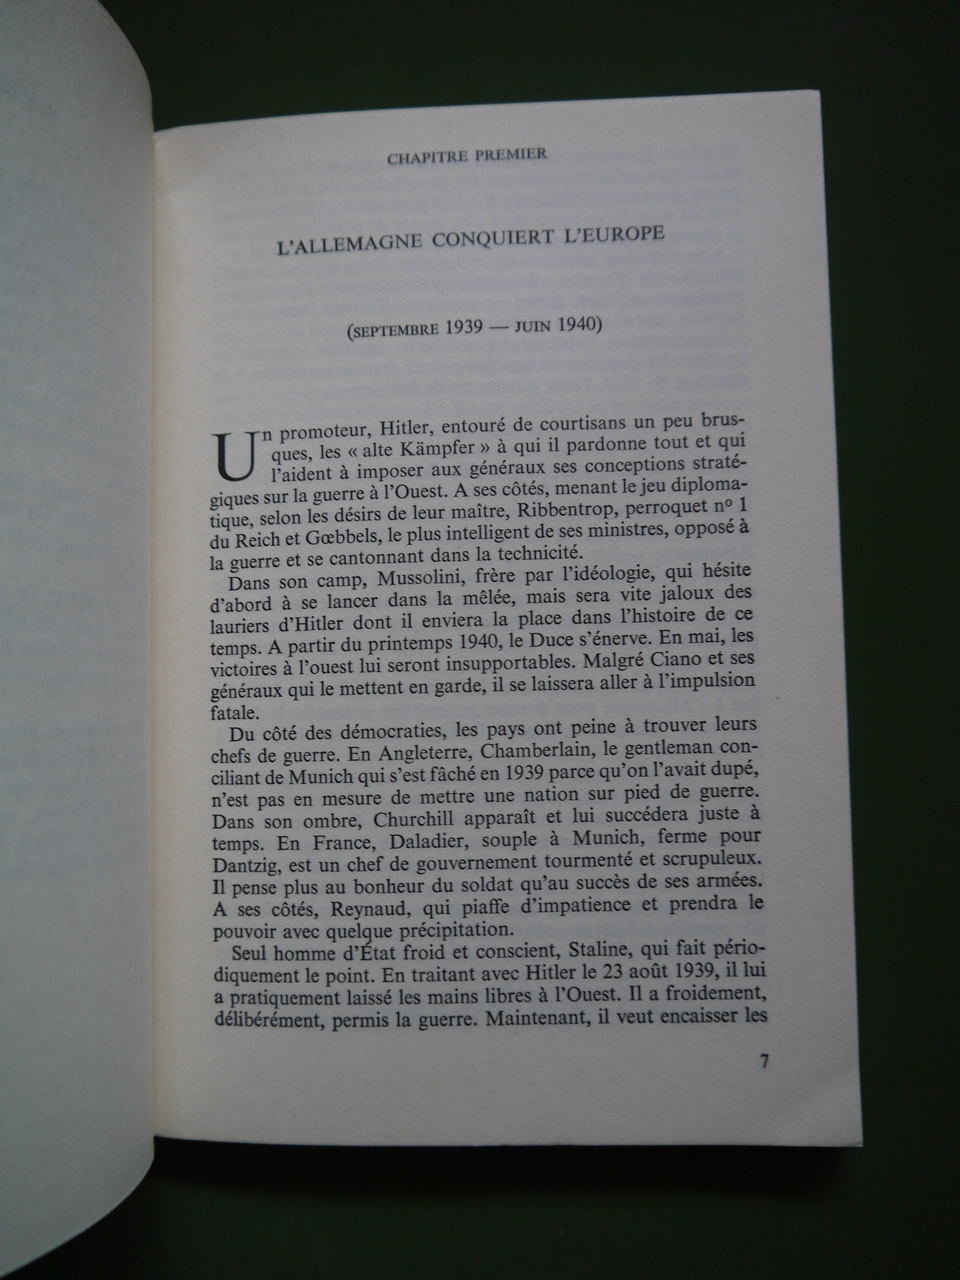 CHAPITRE PREMIER
L'ALLEMAGNE CONQUIERT L'EUROPE
(SEPTEMBRE 1939 — JUIN 1940)
Un promoteur, Hitler, entouré de courtisans un peu brus-
ques, les « alte Kämpfer » à qui il pardonne tout et qui
l'aident à imposer aux généraux ses conceptions straté-
giques sur la guerre à l'Ouest. A ses côtés, menant le jeu diploma-
tique, selon les désirs de leur maître, Ribbentrop, perroquet nº 1
du Reich et Gœbbels, le plus intelligent de ses ministres, opposé à
la guerre et se cantonnant dans la technicité.
Dans son camp, Mussolini, frère par l'idéologie, qui hésite
d'abord à se lancer dans la mêlée, mais sera vite jaloux des
lauriers d'Hitler dont il enviera la place dans l'histoire de ce
temps. A partir du printemps 1940, le Duce s'énerve. En mai, les
victoires à l'ouest lui seront insupportables. Malgré Ciano et ses
généraux qui le mettent en garde, il se laissera aller à l'impulsion
fatale.
Du côté des démocraties, les pays ont peine à trouver leurs
chefs de guerre. En Angleterre, Chamberlain, le gentleman con-
ciliant de Munich qui s'est fâché en 1939 parce qu'on l'avait dupé,
n'est pas en mesure de mettre une nation sur pied de guerre.
Dans son ombre, Churchill apparaît et lui succédera juste à
temps. En France, Daladier, souple à Munich, ferme pour
Dantzig, est un chef de gouvernement tourmenté et scrupuleux.
Il pense plus au bonheur du soldat qu'au succès de ses armées.
A ses côtés, Reynaud, qui piaffe d'impatience et prendra le
pouvoir avec quelque précipitation.
Seul homme d'État froid et conscient, Staline, qui fait pério-
diquement le point. En traitant avec Hitler le 23 août 1939, il lui
a pratiquement laissé les mains libres à l'Ouest. Il a froidement,
délibérément, permis la guerre. Maintenant, il veut encaisser les
7